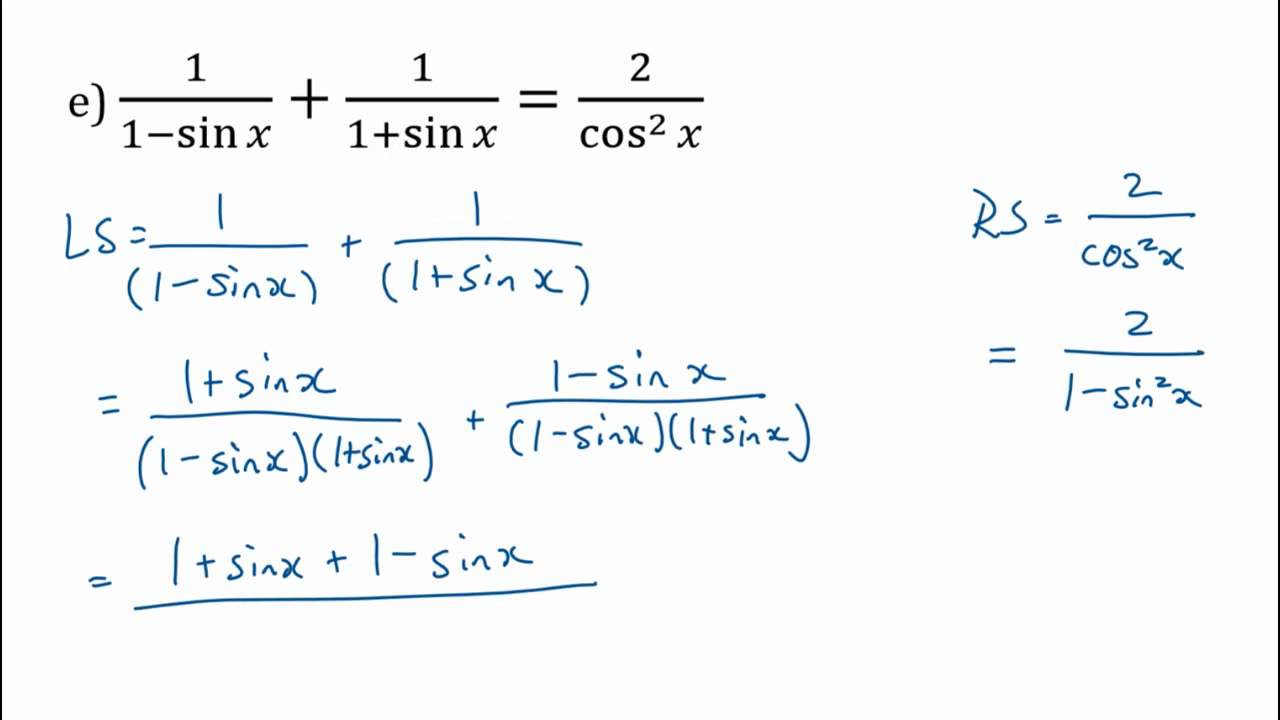 e) 1/(1−sin x) + 1/(1+sin x) = 2/cos² x
LS = 1/(1−sinx) + 1/(1+sin x)
= (1+sinx)/((1−sinx)(1+sinx)) + (1−sin x)/((1−sinx)(1+sinx))
= 1+sinx + 1−sinx
RS = 2/cos²x
= 2/(1−sin²x)